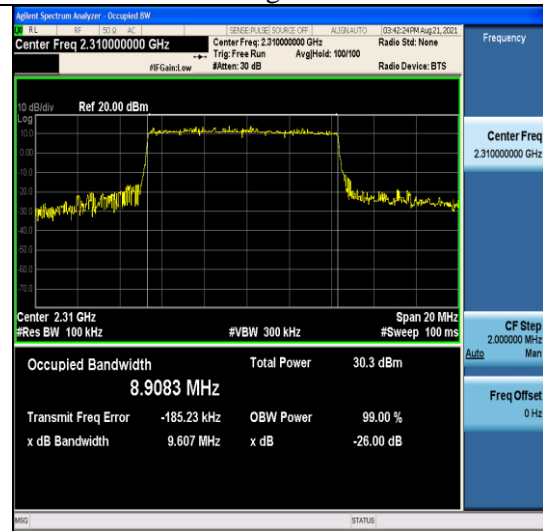 Agilent Spectrum Analyzer - Occupied BW
RL RF 50 Ω AC SENSE:PULSE SOURCE OFF ALIGN AUTO 03:42:24 PM Aug 21, 2021
Center Freq 2.310000000 GHz
Center Freq: 2.310000000 GHz
Radio Std: None
Trig: Free Run Avg|Hold: 100/100
#IFGain:Low #Atten: 30 dB Radio Device: BTS
10 dB/div Ref 20.00 dBm
Log
10.0
0.00
-10.0
-20.0
-30.0
-40.0
-50.0
-60.0
-70.0
Center 2.31 GHz Span 20 MHz
#Res BW 100 kHz #VBW 300 kHz #Sweep 100 ms
Occupied Bandwidth Total Power 30.3 dBm
8.9083 MHz
Transmit Freq Error -185.23 kHz OBW Power 99.00 %
x dB Bandwidth 9.607 MHz x dB -26.00 dB
MSG STATUS
Frequency
Center Freq
2.310000000 GHz
CF Step
2.000000 MHz
Auto Man
Freq Offset
0 Hz